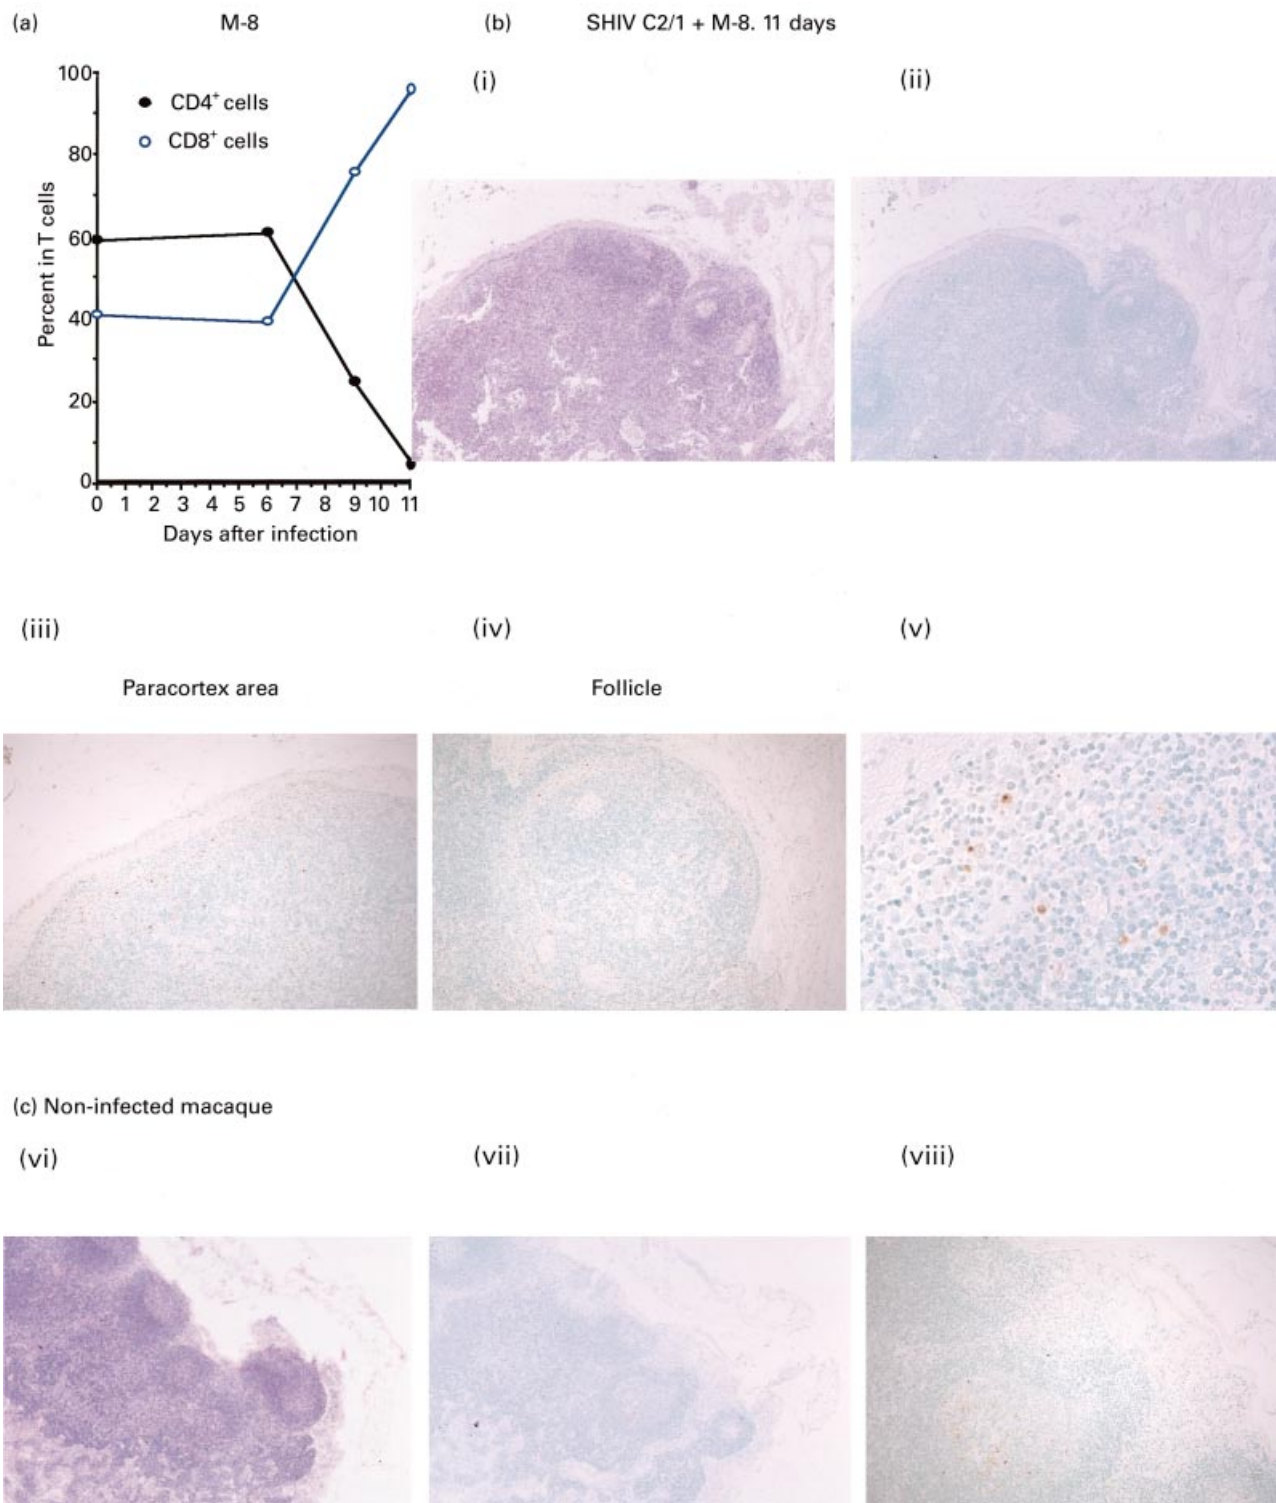 (a) M-8 (b) SHIV C2/1 + M-8. 11 days
(i) (ii)
100
CD4+ cells
CD8+ cells
80
60
40
20
0
Percent in T cells
0 1 2 3 4 5 6 7 8 9 10 11
Days after infection
(iii) (iv) (v)
Paracortex area Follicle
(c) Non-infected macaque
(vi) (vii) (viii)